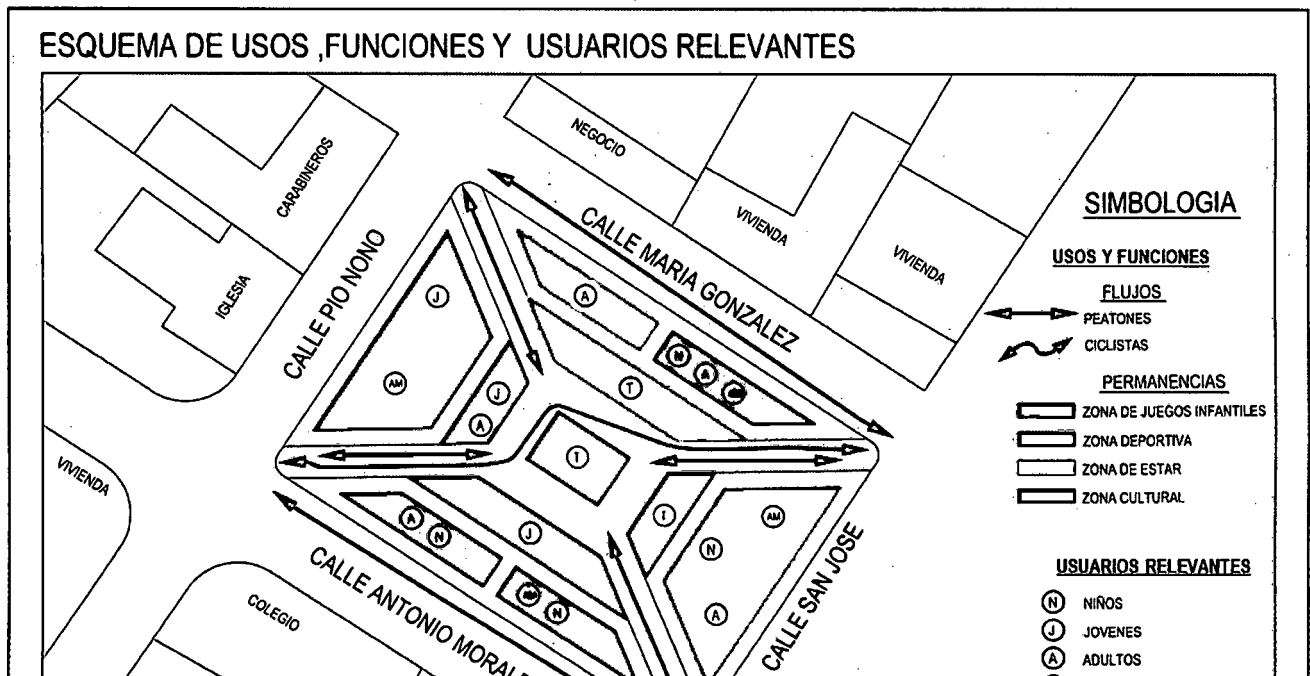 ESQUEMA DE USOS ,FUNCIONES Y USUARIOS RELEVANTES
NEGOCIO
CARABINEROS
IGLESIA
CALLE PIO NONO
CALLE MARIA GONZALEZ
VIVIENDA
VIVIENDA
SIMBOLOGIA
USOS Y FUNCIONES
FLUJOS
PEATONES
CICLISTAS
PERMANENCIAS
ZONA DE JUEGOS INFANTILES
ZONA DEPORTIVA
ZONA DE ESTAR
ZONA CULTURAL
J
A
N
A
AM
J
A
T
T
VIVIENDA
A
N
J
T
AM
N
A
N
CALLE SAN JOSE
CALLE ANTONIO
COLEGIO
USUARIOS RELEVANTES
N NIÑOS
J JOVENES
A ADULTOS